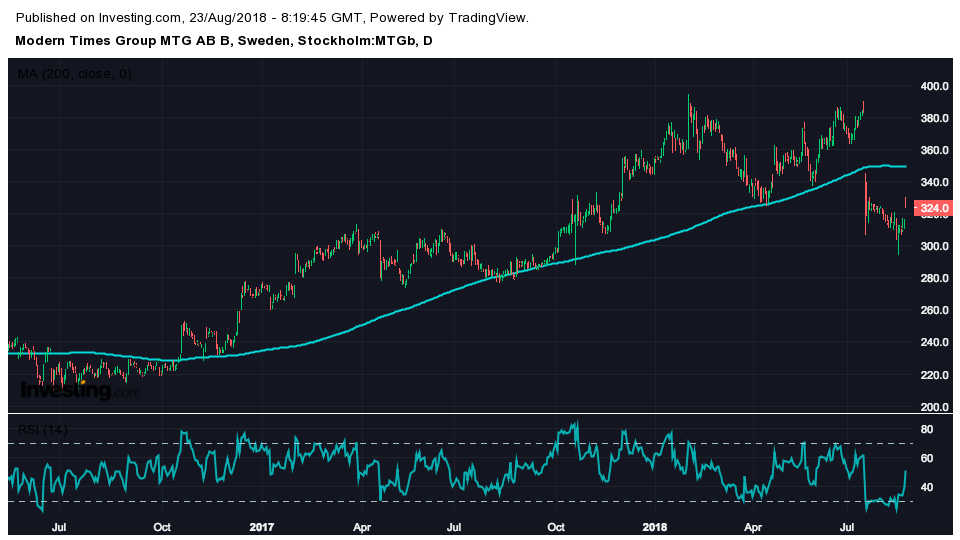 Published on Investing.com, 23/Aug/2018 - 8:19:45 GMT, Powered by TradingView.
Modern Times Group MTG AB B, Sweden, Stockholm:MTGb, D
MA (200, close, 0)
400.0
380.0
360.0
340.0
324.0
320.0
300.0
280.0
260.0
240.0
220.0
200.0
Investing.com
RSI (14)
80
60
40
Jul Oct 2017 Apr Jul Oct 2018 Apr Jul